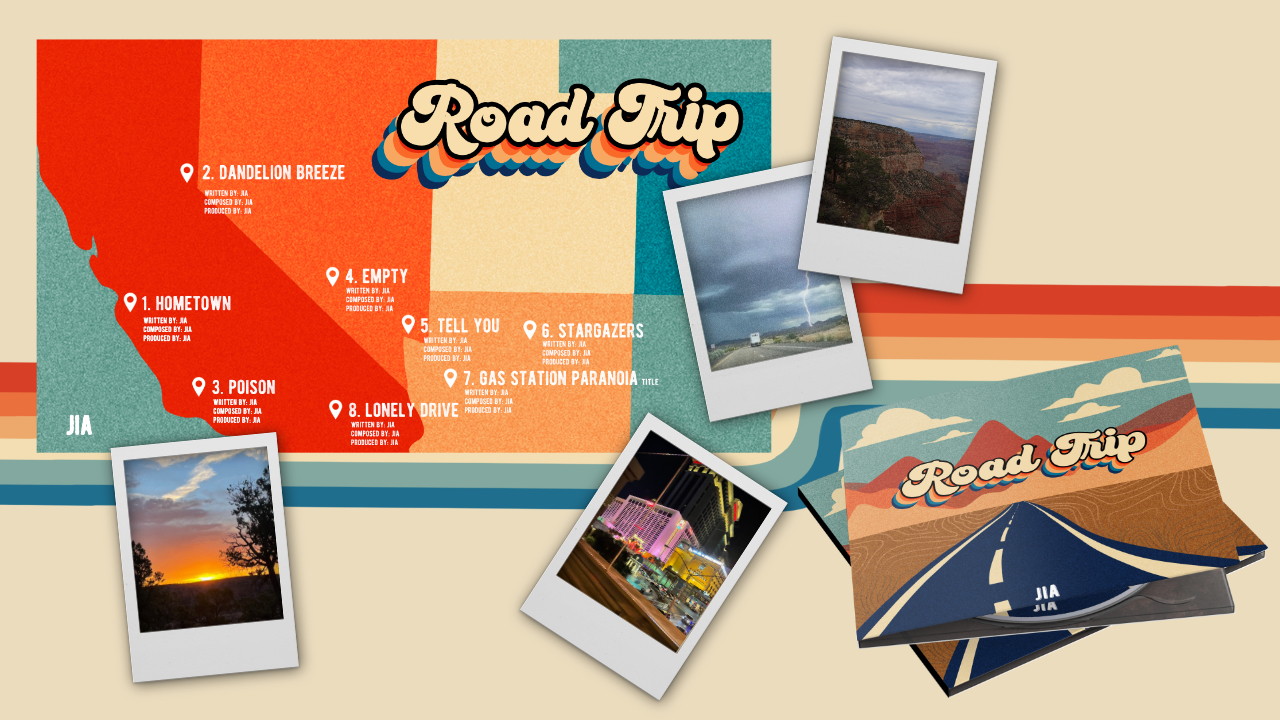 Road Trip
2. DANDELION BREEZE
WRITTEN BY: JIA
COMPOSED BY: JIA
PRODUCED BY: JIA
4. EMPTY
WRITTEN BY: JIA
COMPOSED BY: JIA
PRODUCED BY: JIA
1. HOMETOWN
WRITTEN BY: JIA
COMPOSED BY: JIA
PRODUCED BY: JIA
5. TELL YOU
WRITTEN BY: JIA
COMPOSED BY: JIA
PRODUCED BY: JIA
6. STARGAZERS
WRITTEN BY: JIA
COMPOSED BY: JIA
PRODUCED BY: JIA
7. GAS STATION PARANOIA TITLE
WRITTEN BY: JIA
COMPOSED BY: JIA
PRODUCED BY: JIA
3. POISON
WRITTEN BY: JIA
COMPOSED BY: JIA
PRODUCED BY: JIA
8. LONELY DRIVE
WRITTEN BY: JIA
COMPOSED BY: JIA
PRODUCED BY: JIA
JIA
Road Trip
JIA
JIA